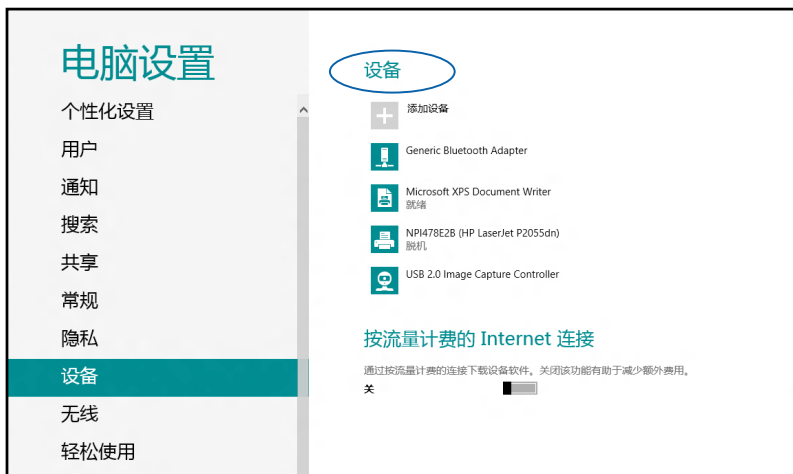 电脑设置
个性化设置
用户
通知
搜索
共享
常规
隐私
设备
无线
轻松使用
设备
添加设备
Generic Bluetooth Adapter
Microsoft XPS Document Writer
就绪
NPI478E2B (HP LaserJet P2055dn)
脱机
USB 2.0 Image Capture Controller
按流量计费的 Internet 连接
通过按流量计费的连接下载设备软件。关闭该功能有助于减少额外费用。
关